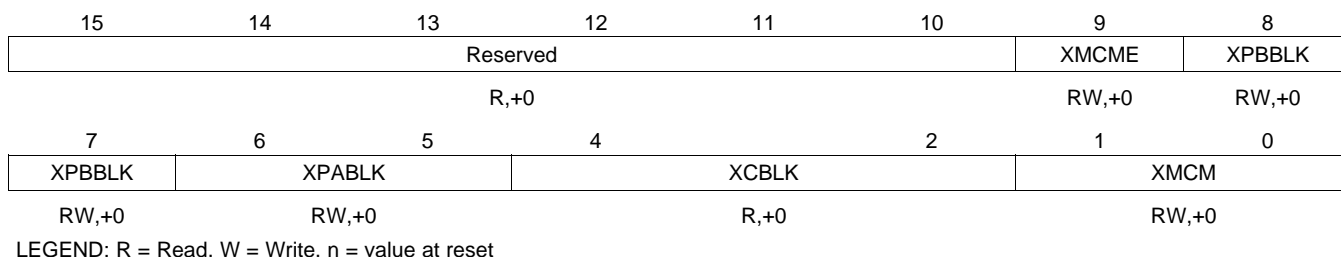 15 14 13 12 11 10 9 8
Reserved XMCME XPBBLK
R,+0 RW,+0 RW,+0
7 6 5 4 2 1 0
XPBBLK XPABLK XCBLK XMCM
RW,+0 RW,+0 R,+0 RW,+0
LEGEND: R = Read, W = Write, n = value at reset